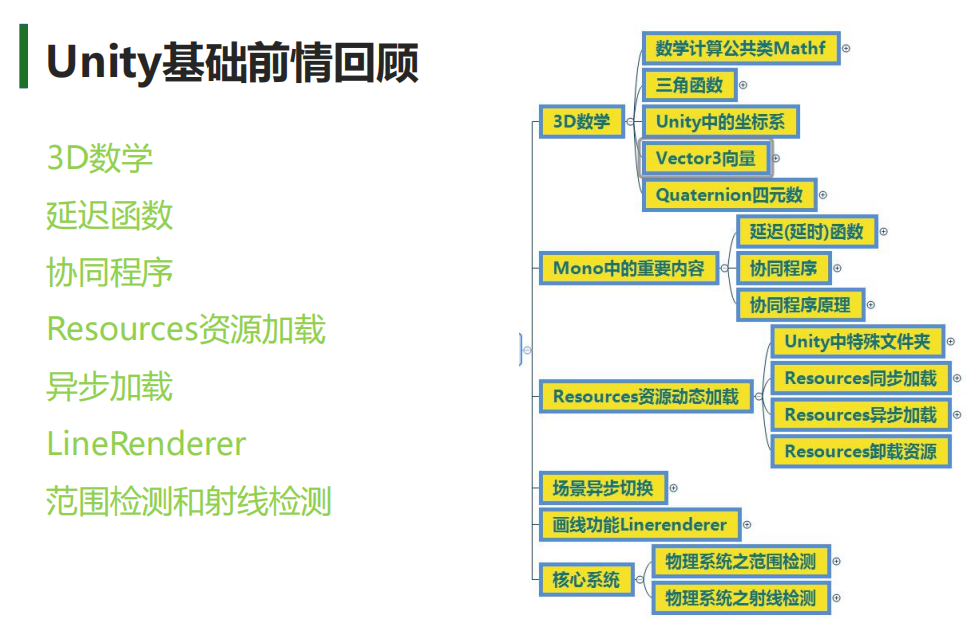 Unity基础前情回顾
3D数学
延迟函数
协同程序
Resources资源加载
异步加载
LineRenderer
范围检测和射线检测
3D数学
数学计算公共类Mathf
三角函数
Unity中的坐标系
Vector3向量
Quaternion四元数
Mono中的重要内容
延迟(延时)函数
协同程序
协同程序原理
Resources资源动态加载
Unity中特殊文件夹
Resources同步加载
Resources异步加载
Resources卸载资源
场景异步切换
画线功能Linerenderer
核心系统
物理系统之范围检测
物理系统之射线检测